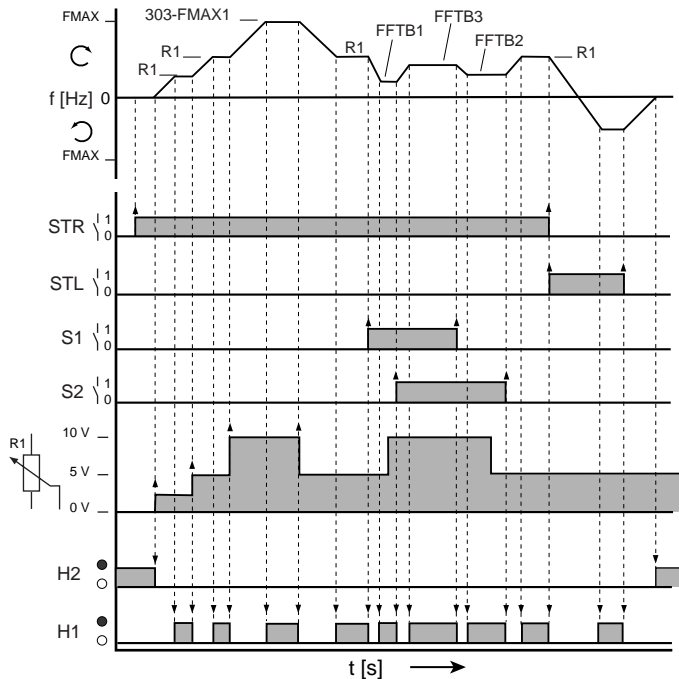 FMAX
303-FMAX1
FFTB1
FFTB3
FFTB2
R1
R1
R1
R1
f [Hz] 0
FMAX
STR 1
0
STL 1
0
S1 1
0
S2 1
0
R1
10 V
5 V
0 V
H2
H1
t [s]